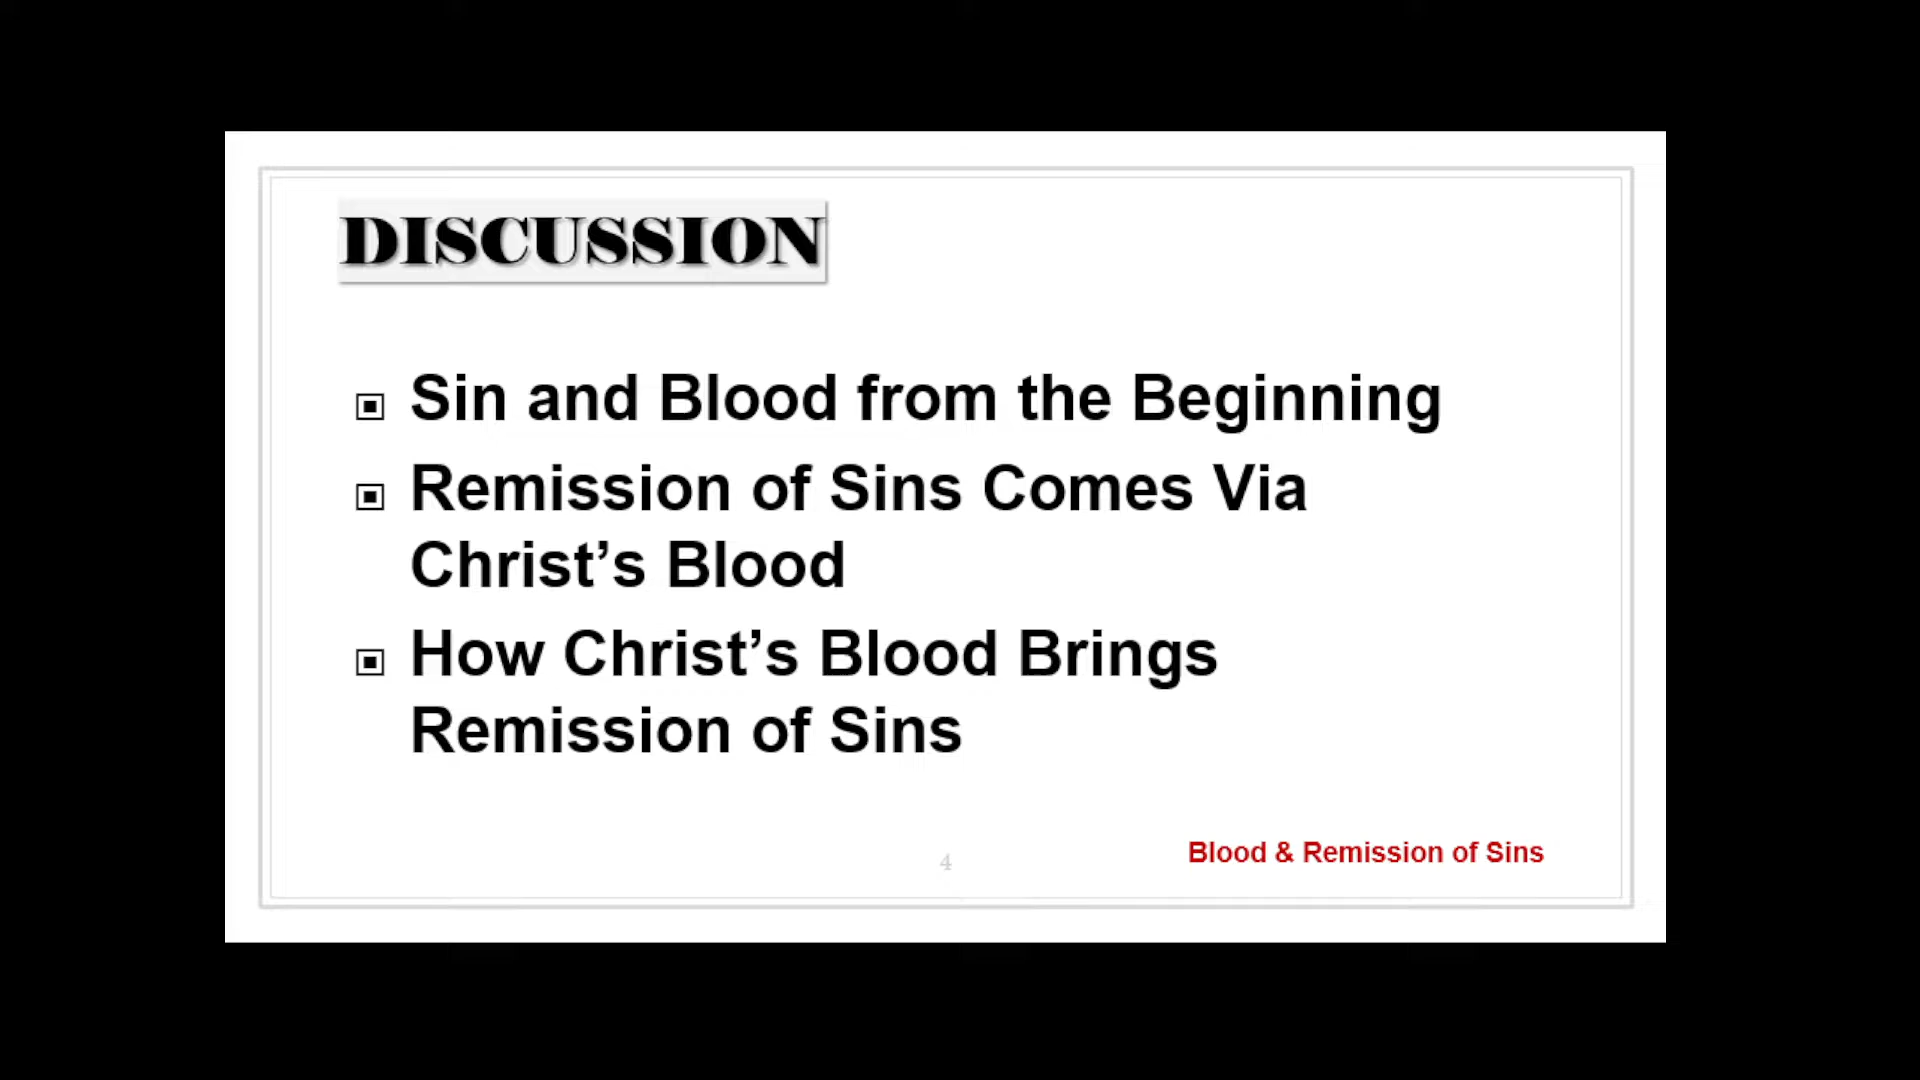 DISCUSSION
Sin and Blood from the Beginning
Remission of Sins Comes Via
Christ’s Blood
How Christ’s Blood Brings
Remission of Sins
4
Blood & Remission of Sins